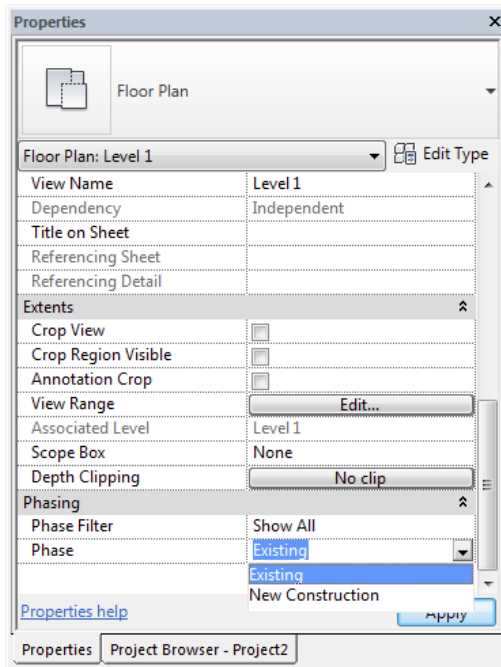 Properties
Floor Plan
Floor Plan: Level 1 Edit Type
View Name Level 1
Dependency Independent
Title on Sheet
Referencing Sheet
Referencing Detail
Extents
Crop View
Crop Region Visible
Annotation Crop
View Range Edit...
Associated Level Level 1
Scope Box None
Depth Clipping No clip
Phasing
Phase Filter Show All
Phase Existing
Existing
New Construction
Properties help Apply
Properties Project Browser - Project2